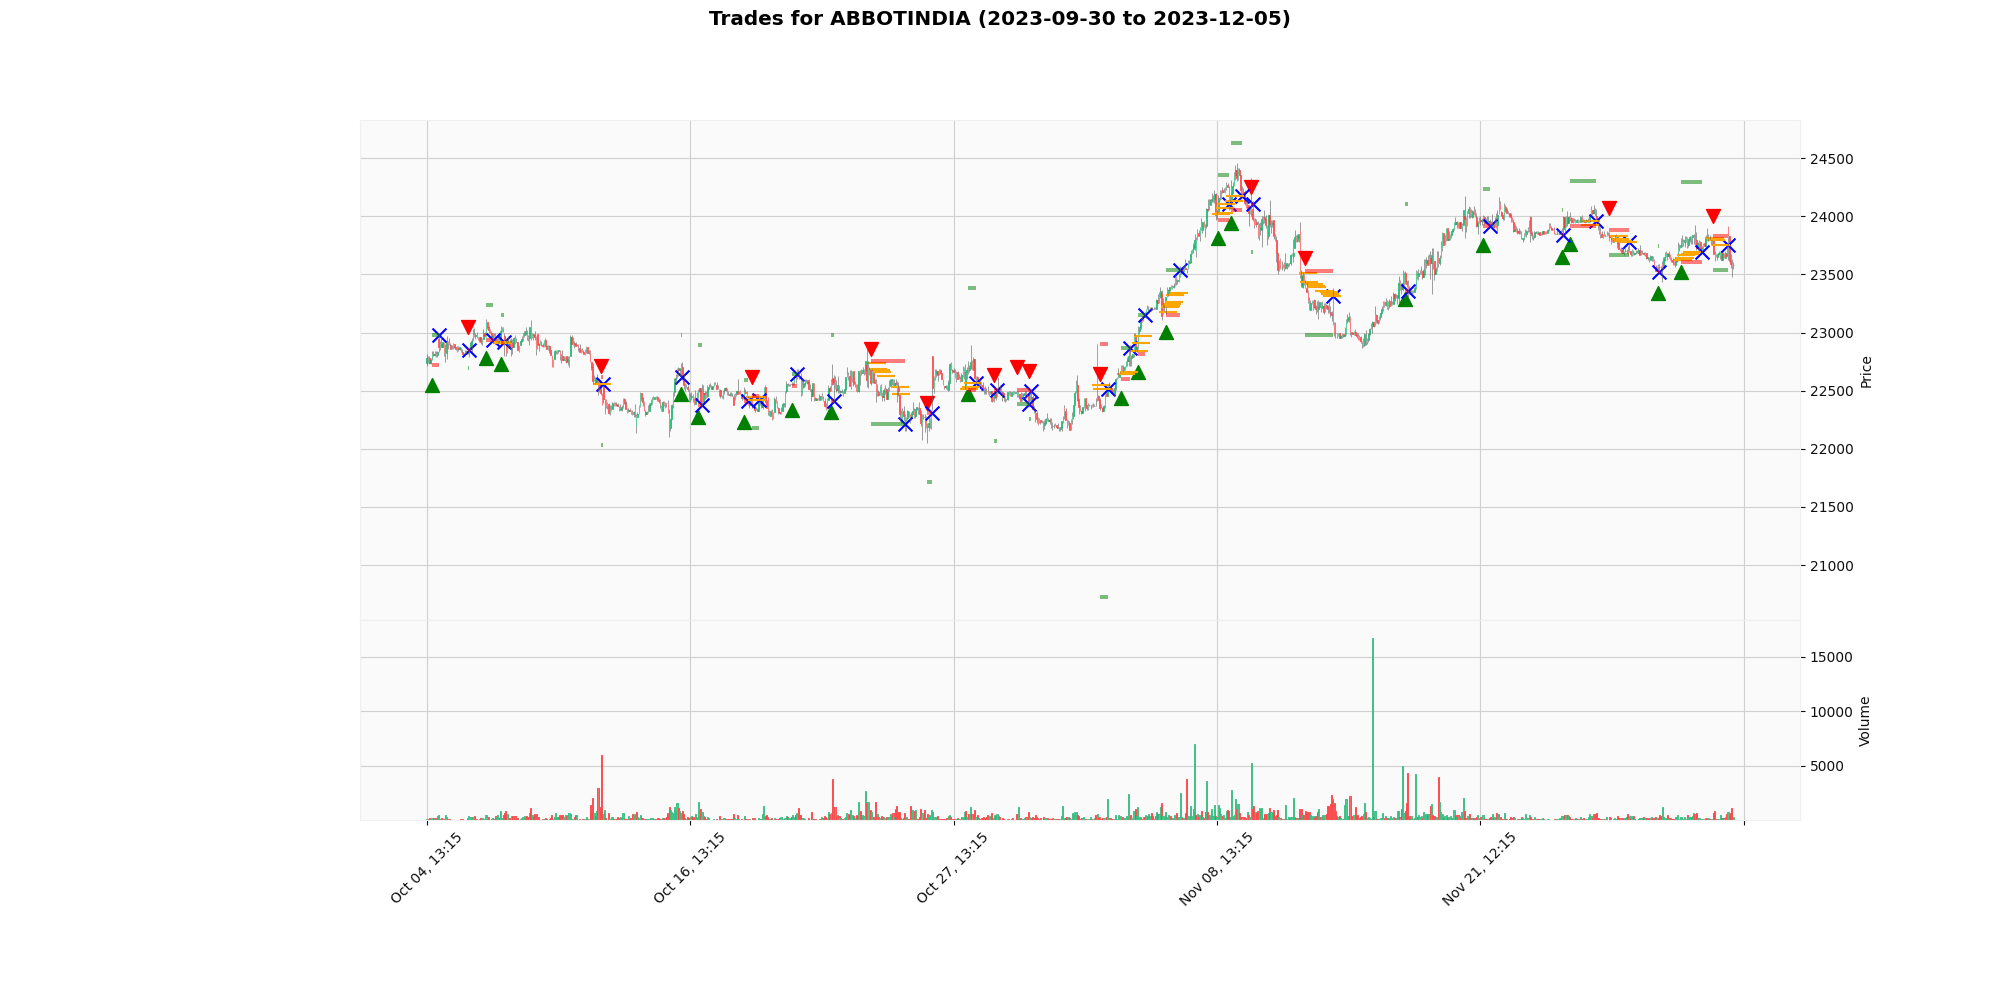 Trades for ABBOTINDIA (2023-09-30 to 2023-12-05)
24500
24000
23500
23000
22500
22000
21500
21000
Price
15000
10000
5000
Volume
Oct 04, 13:15
Oct 16, 13:15
Oct 27, 13:15
Nov 08, 13:15
Nov 21, 12:15